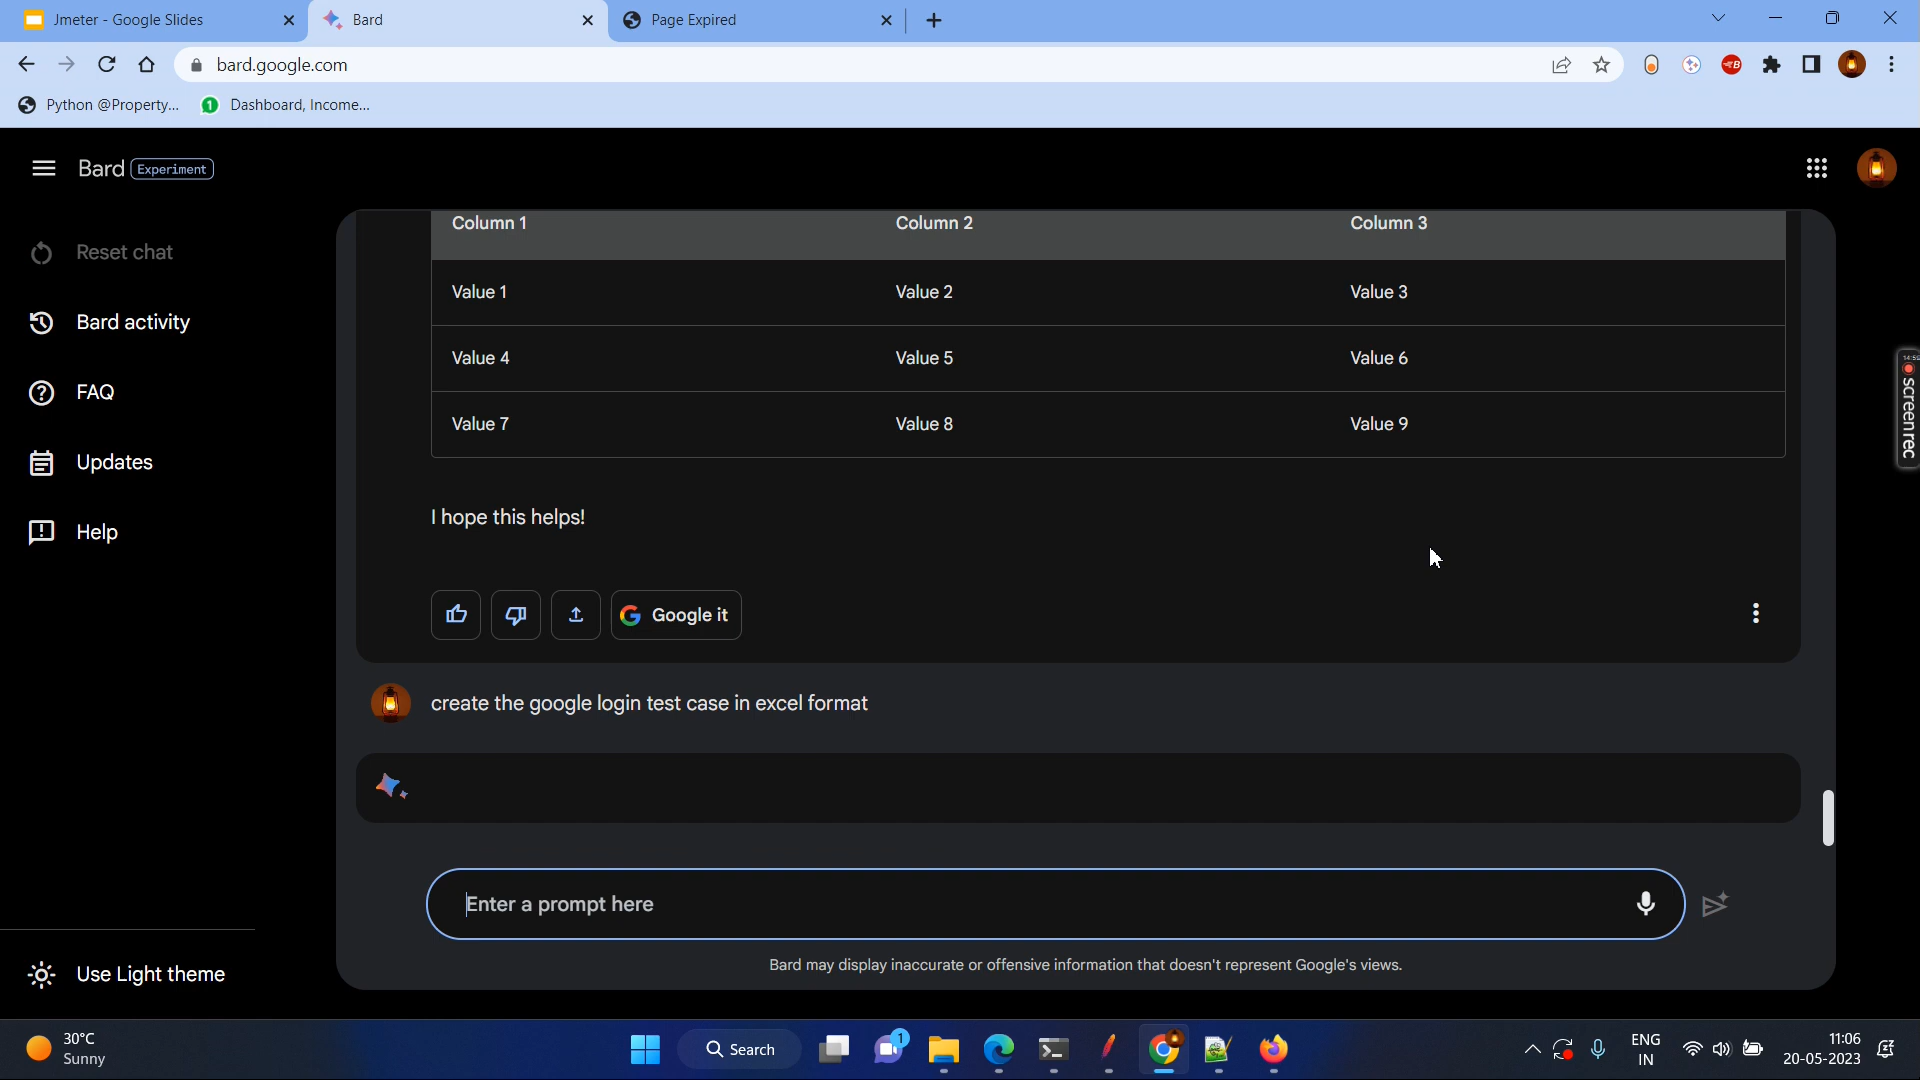 Jmeter - Google Slides
Bard
Page Expired
bard.google.com
Python @Property...
Dashboard, Income...
Bard Experiment
Reset chat
Bard activity
FAQ
Updates
Help
Use Light theme
Column 1 Column 2 Column 3
Value 1 Value 2 Value 3
Value 4 Value 5 Value 6
Value 7 Value 8 Value 9
I hope this helps!
Google it
create the google login test case in excel format
Enter a prompt here
Bard may display inaccurate or offensive information that doesn't represent Google's views.
screenrec
30°C
Sunny
Search
1
ENG
IN
11:06
20-05-2023